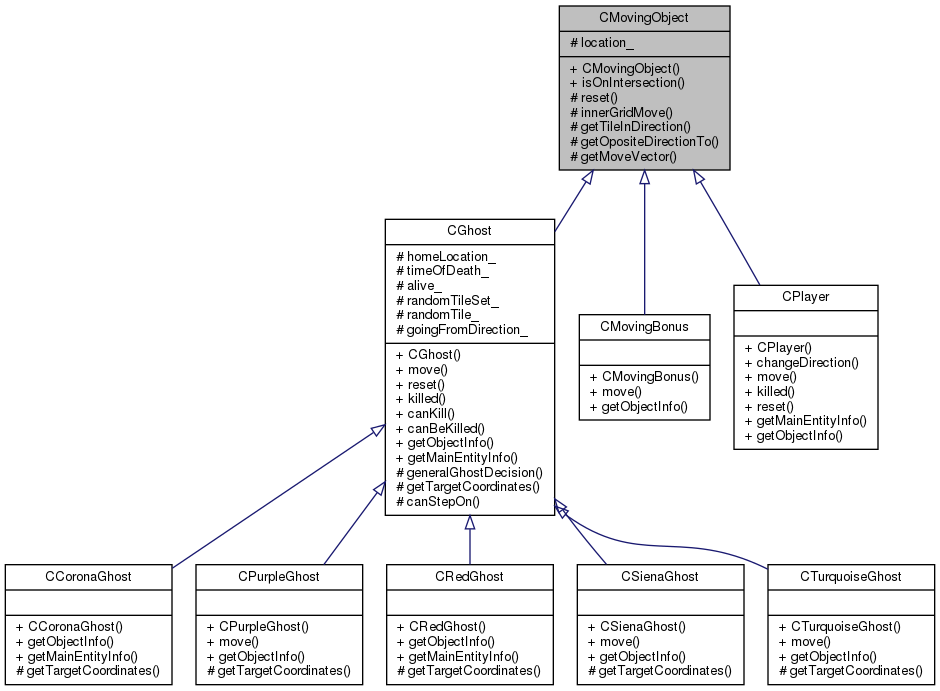 CMovingObject
# location_
+ CMovingObject()
+ isOnIntersection()
# reset()
# innerGridMove()
# getTileInDirection()
# getOpositeDirectionTo()
# getMoveVector()
CGhost
# homeLocation_
# timeOfDeath_
# alive_
# randomTileSet_
# randomTile_
# goingFromDirection_
+ CGhost()
+ move()
+ reset()
+ killed()
+ canKill()
+ canBeKilled()
+ getObjectInfo()
+ getMainEntityInfo()
# generalGhostDecision()
# getTargetCoordinates()
# canStepOn()
CMovingBonus
+ CMovingBonus()
+ move()
+ getObjectInfo()
CPlayer
+ CPlayer()
+ changeDirection()
+ move()
+ killed()
+ reset()
+ getMainEntityInfo()
+ getObjectInfo()
CCoronaGhost
+ CCoronaGhost()
+ getObjectInfo()
+ getMainEntityInfo()
# getTargetCoordinates()
CPurpleGhost
+ CPurpleGhost()
+ move()
+ getObjectInfo()
# getTargetCoordinates()
CRedGhost
+ CRedGhost()
+ getObjectInfo()
+ getMainEntityInfo()
# getTargetCoordinates()
CSienaGhost
+ CSienaGhost()
+ move()
+ getObjectInfo()
# getTargetCoordinates()
CTurquoiseGhost
+ CTurquoiseGhost()
+ move()
+ getObjectInfo()
# getTargetCoordinates()